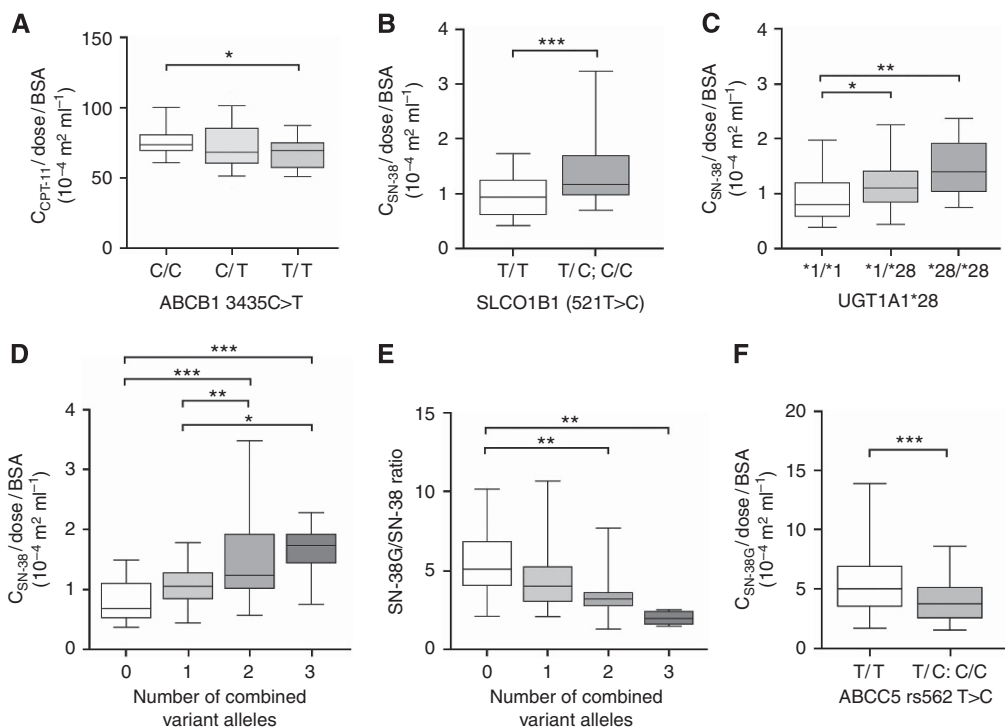 A
C_CPT-11 / dose / BSA
(10⁻⁴ m² ml⁻¹)
150
100
50
0
*
C/C C/T T/T
ABCB1 3435C>T
B
C_SN-38 / dose / BSA
(10⁻⁴ m² ml⁻¹)
4
3
2
1
0
***
T/T T/C; C/C
SLCO1B1 (521T>C)
C
C_SN-38 / dose / BSA
(10⁻⁴ m² ml⁻¹)
4
3
2
1
0
**
*
*1/*1 *1/*28 *28/*28
UGT1A1*28
D
C_SN-38 / dose / BSA
(10⁻⁴ m² ml⁻¹)
4
3
2
1
0
***
***
**
*
0 1 2 3
Number of combined
variant alleles
E
SN-38G/SN-38 ratio
15
10
5
0
**
**
0 1 2 3
Number of combined
variant alleles
F
C_SN-38G / dose / BSA
(10⁻⁴ m² ml⁻¹)
20
15
10
5
0
***
T/T T/C: C/C
ABCC5 rs562 T>C